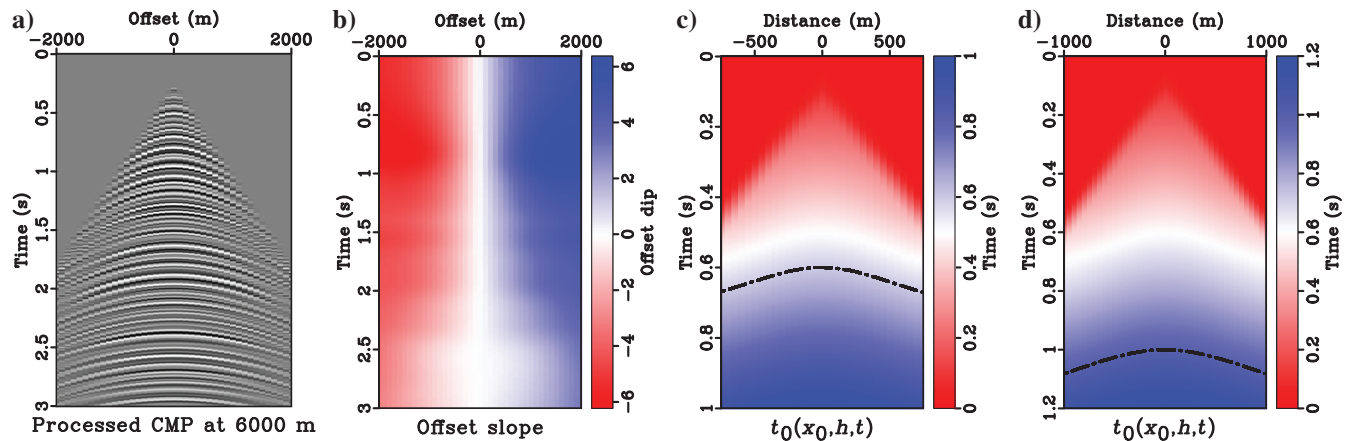 a)
Offset (m)
−2000 0 2000
0
0.5
1
1.5
2
2.5
3
Time (s)
Processed CMP at 6000 m
b)
Offset (m)
−2000 0 2000
0
0.5
1
1.5
2
2.5
3
Time (s)
Offset slope
6
4
2
0
−2
−4
−6
Offset dip
c)
Distance (m)
−500 0 500
0
0.2
0.4
0.6
0.8
1
Time (s)
t0(x0,h,t)
1
0.8
0.6
0.4
0.2
0
Time (s)
d)
Distance (m)
−1000 0 1000
0
0.2
0.4
0.6
0.8
1
1.2
Time (s)
t0(x0,h,t)
1.2
1
0.8
0.6
0.4
0.2
0
Time (s)